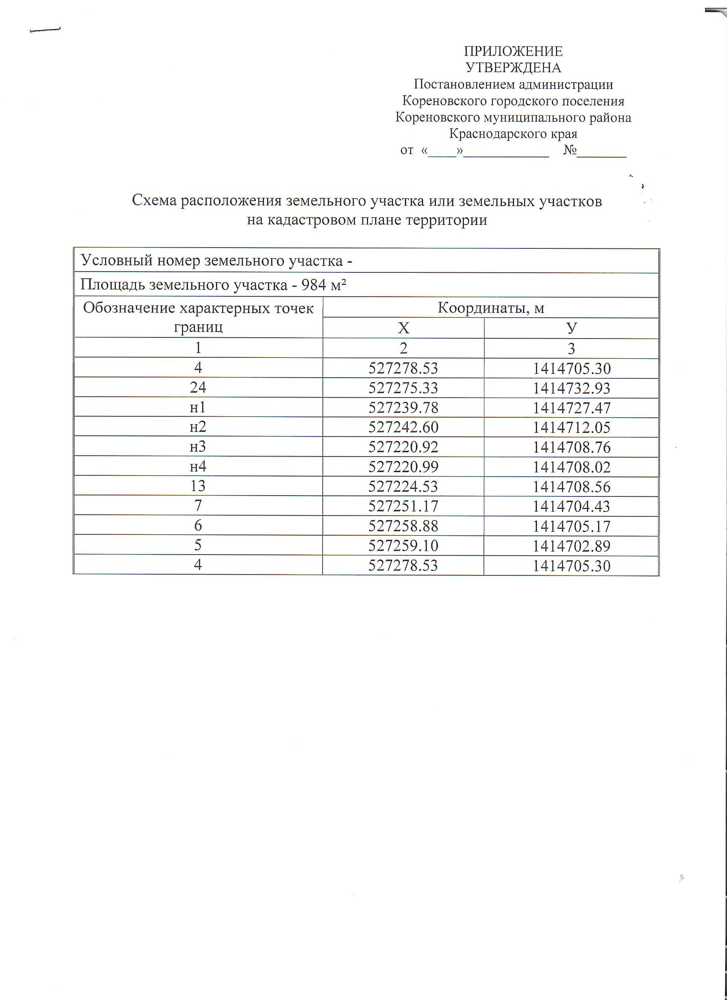 ПРИЛОЖЕНИЕ
УТВЕРЖДЕНА
Постановлением администрации
Кореновского городского поселения
Кореновского муниципального района
Краснодарского края
от «____»____________ №_______
Схема расположения земельного участка или земельных участков
на кадастровом плане территории
Условный номер земельного участка -
Площадь земельного участка - 984 м²
Обозначение характерных точек границ Координаты, м
Х У
1 2 3
4 527278.53 1414705.30
24 527275.33 1414732.93
н1 527239.78 1414727.47
н2 527242.60 1414712.05
н3 527220.92 1414708.76
н4 527220.99 1414708.02
13 527224.53 1414708.56
7 527251.17 1414704.43
6 527258.88 1414705.17
5 527259.10 1414702.89
4 527278.53 1414705.30